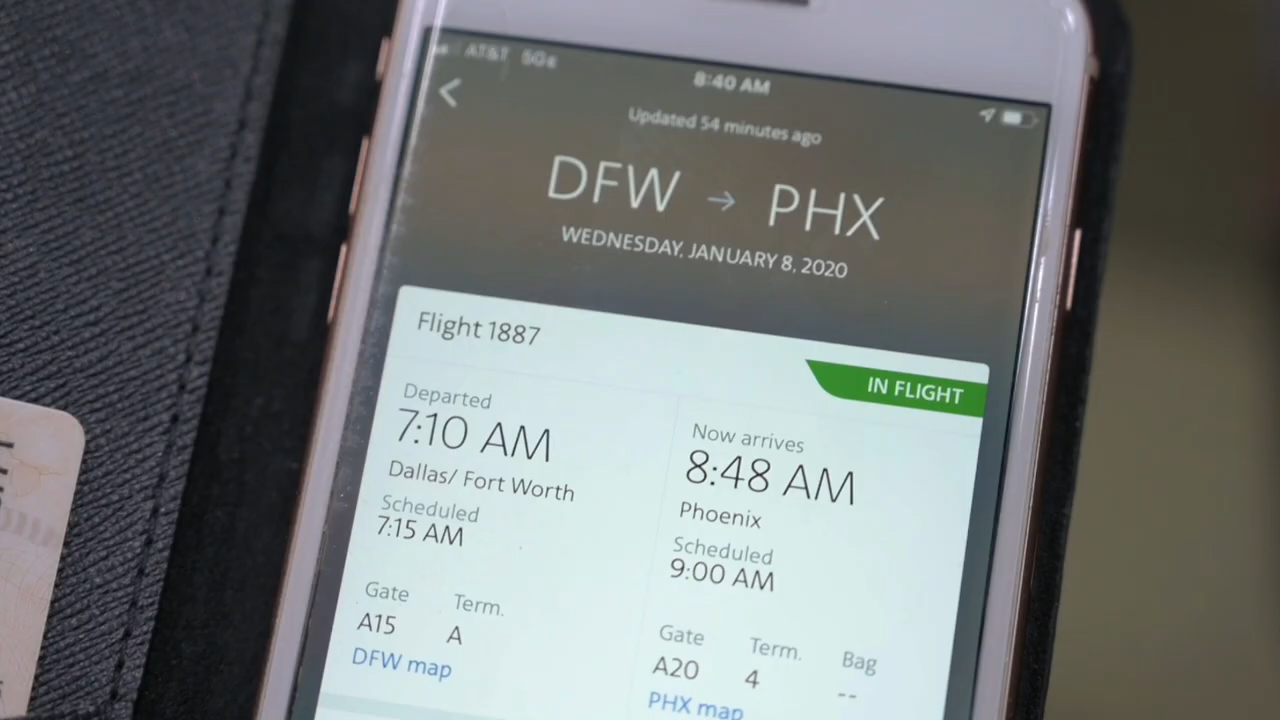 AT&T 5Ge
8:40 AM
Updated 54 minutes ago
DFW → PHX
WEDNESDAY, JANUARY 8, 2020
Flight 1887
IN FLIGHT
Departed
7:10 AM
Dallas/ Fort Worth
Scheduled
7:15 AM
Gate Term.
A15 A
DFW map
Now arrives
8:48 AM
Phoenix
Scheduled
9:00 AM
Gate Term. Bag
A20 4 --
PHX map